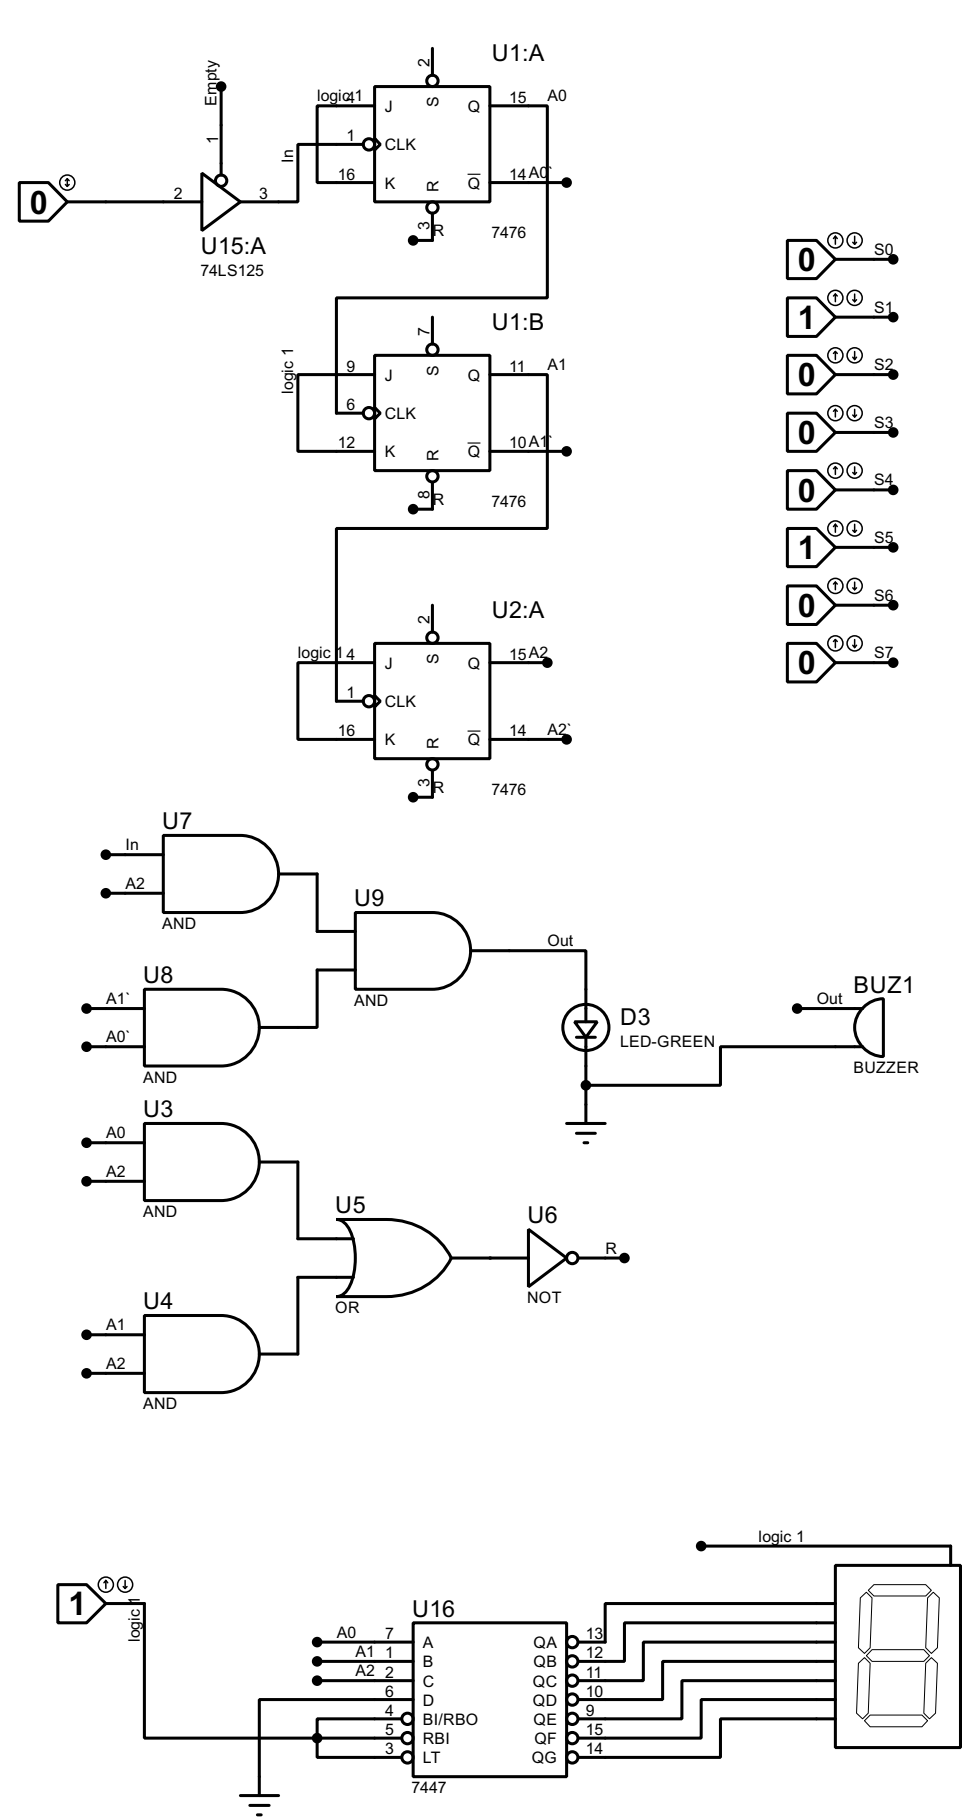 U1:A
2
Empty
logic 1
4
J
S
Q
15
A0
1
In
1
CLK
0
2
3
16
K
R
Q
14
A0`
U15:A
74LS125
3
R
7476
0
S0
1
S1
0
S2
0
S3
0
S4
1
S5
0
S6
0
S7
U1:B
7
logic 1
9
J
S
Q
11
A1
6
CLK
12
K
R
Q
10
A1`
8
R
7476
U2:A
2
logic 1
4
J
S
Q
15
A2
1
CLK
16
K
R
Q
14
A2`
3
R
7476
U7
In
A2
AND
U9
AND
Out
U8
A1`
A0`
AND
D3
LED-GREEN
BUZ1
Out
BUZZER
U3
A0
A2
AND
U5
OR
U6
R
NOT
U4
A1
A2
AND
logic 1
1
logic 1
U16
A0
7
A
QA
13
A1
1
B
QB
12
A2
2
C
QC
11
6
D
QD
10
4
BI/RBO
QE
9
5
RBI
QF
15
3
LT
QG
14
7447